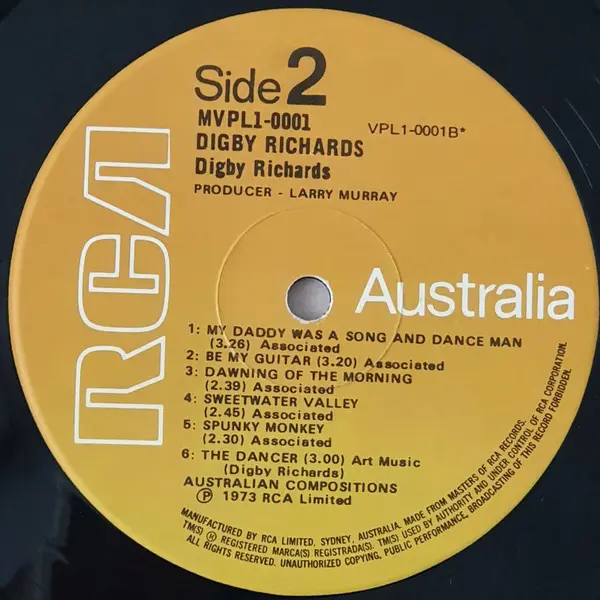 Side 2
MVPL1-0001
VPL1-0001B*
DIGBY RICHARDS
Digby Richards
PRODUCER - LARRY MURRAY
RCA
Australia
1: MY DADDY WAS A SONG AND DANCE MAN
(3.26) Associated
2: BE MY GUITAR (3.20) Associated
3: DAWNING OF THE MORNING
(2.39) Associated
4: SWEETWATER VALLEY
(2.45) Associated
5: SPUNKY MONKEY
(2.30) Associated
6: THE DANCER (3.00) Art Music
(Digby Richards)
AUSTRALIAN COMPOSITIONS
℗ 1973 RCA Limited
MANUFACTURED BY RCA LIMITED, SYDNEY, AUSTRALIA. MADE FROM MASTERS OF RCA RECORDS.
TM(S) ® REGISTERED MARCA(S) REGISTRADA(S). TM(S) USED BY AUTHORITY AND UNDER CONTROL OF RCA CORPORATION.
ALL RIGHTS RESERVED. UNAUTHORIZED COPYING, PUBLIC PERFORMANCE, BROADCASTING OF THIS RECORD FORBIDDEN.